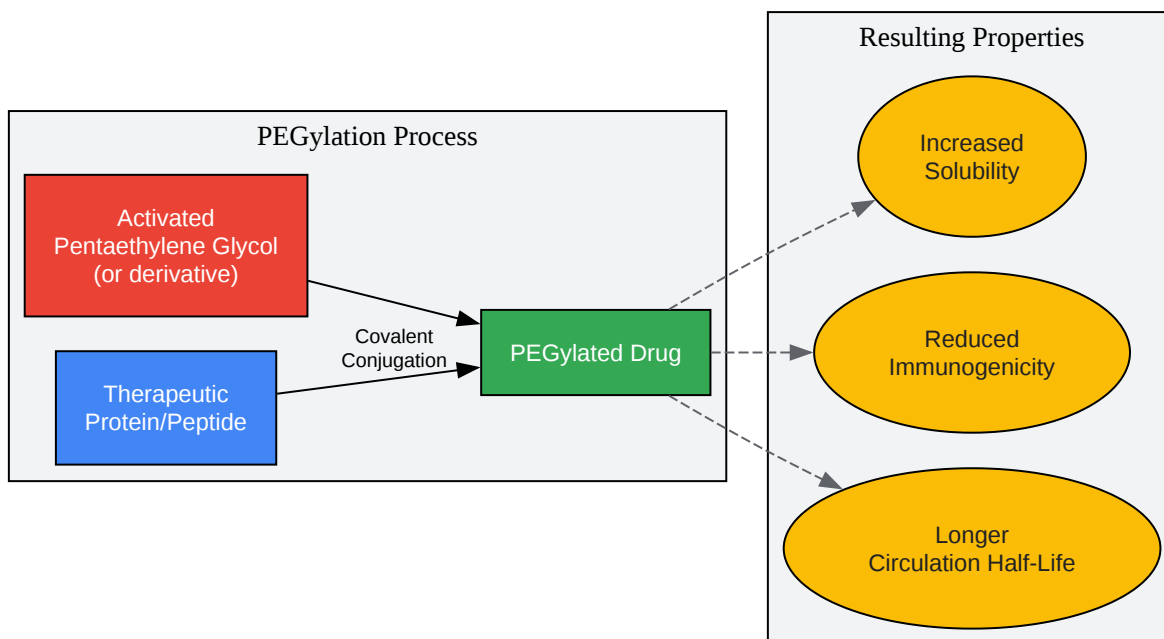 PEGylation Process
Activated
Pentaethylene Glycol
(or derivative)
Therapeutic
Protein/Peptide
Covalent
Conjugation
PEGylated Drug
Resulting Properties
Increased
Solubility
Reduced
Immunogenicity
Longer
Circulation Half-Life